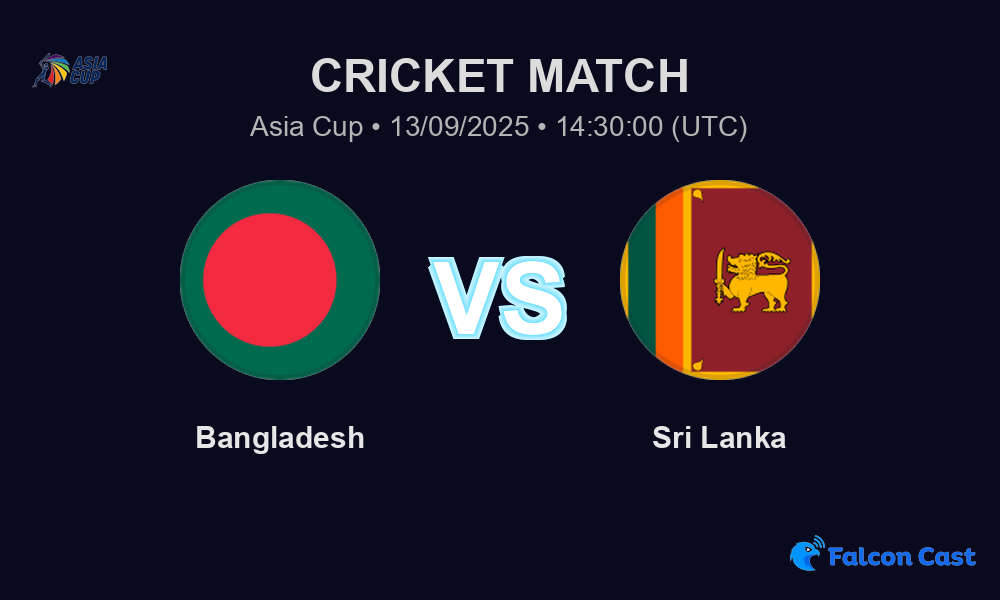 ASIA
CUP
CRICKET MATCH
Asia Cup • 13/09/2025 • 14:30:00 (UTC)
VS
Bangladesh
Sri Lanka
Falcon Cast